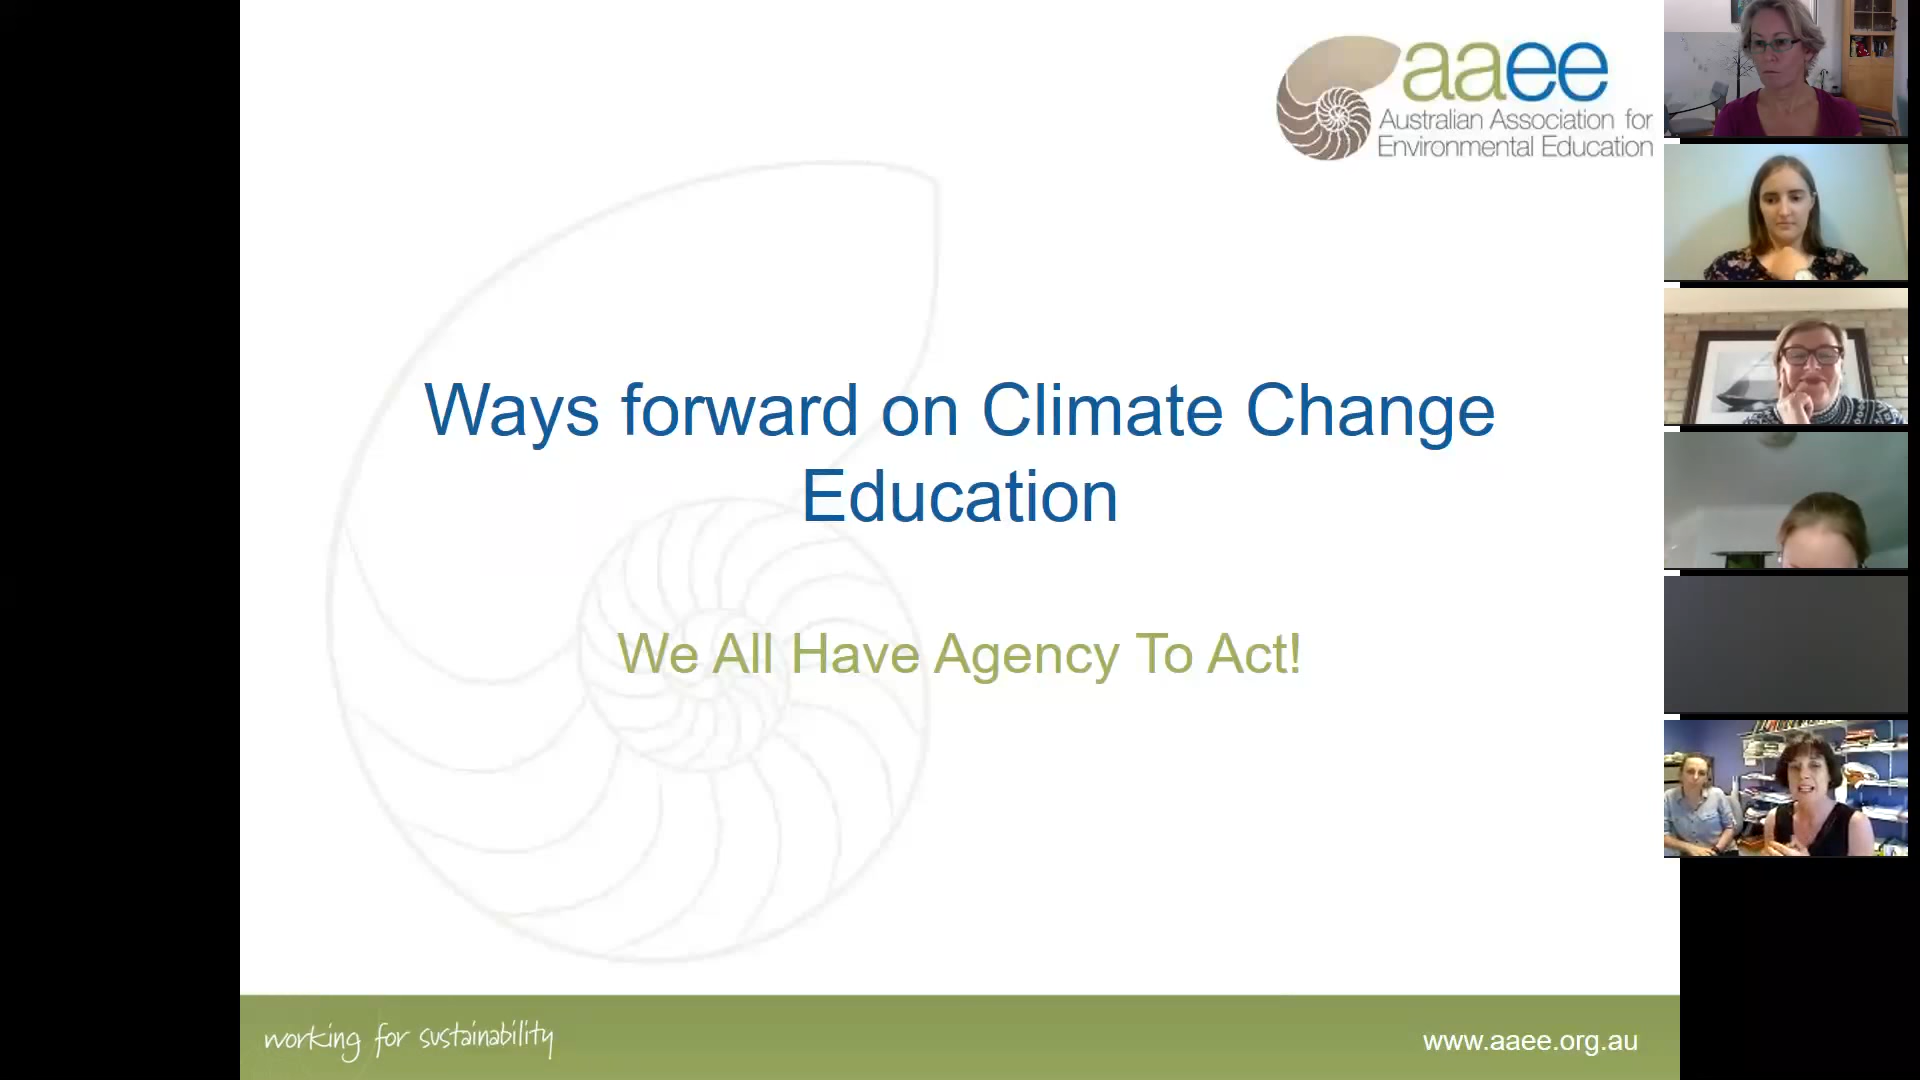 aaee
Australian Association for
Environmental Education
Ways forward on Climate Change
Education
We All Have Agency To Act!
working for sustainability
www.aaee.org.au